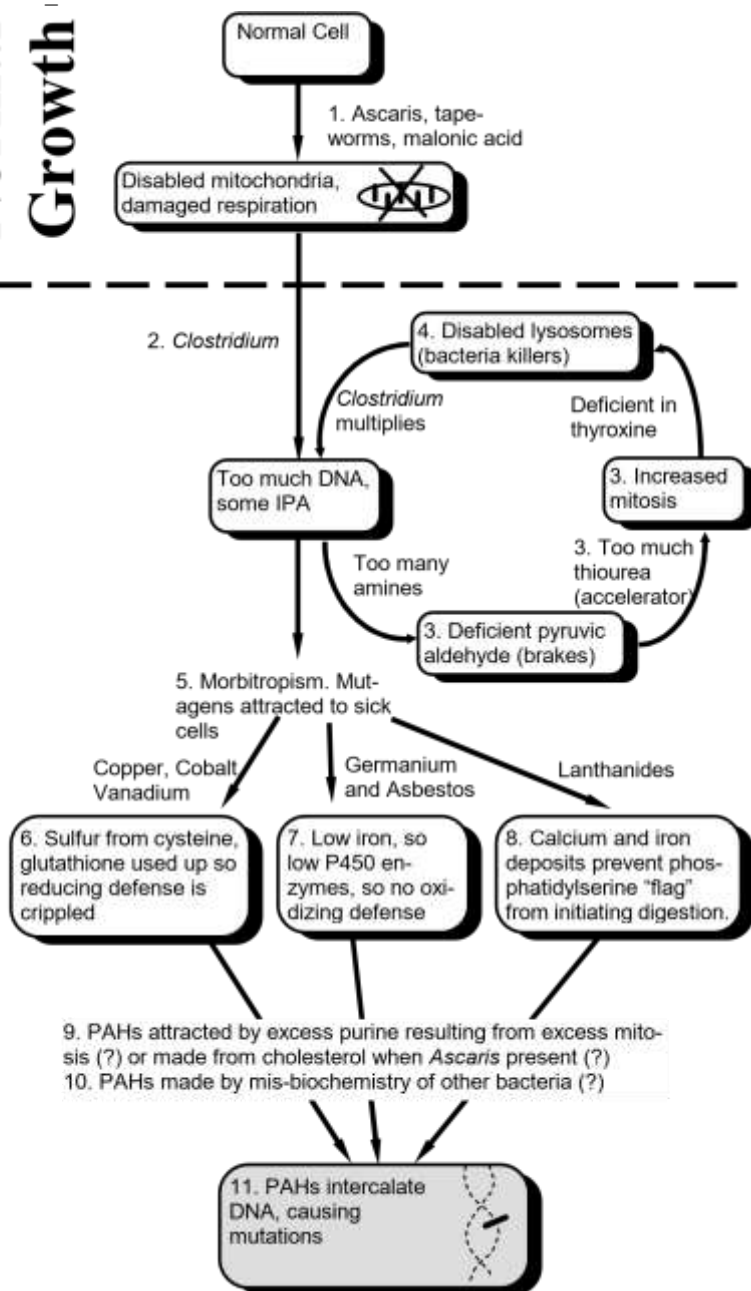 Growth
Normal Cell
1. Ascaris, tape-
worms, malonic acid
Disabled mitochondria,
damaged respiration
2. Clostridium
4. Disabled lysosomes
(bacteria killers)
Clostridium
multiplies
Deficient in
thyroxine
Too much DNA,
some IPA
3. Increased
mitosis
Too many
amines
3. Too much
thiourea
(accelerator)
3. Deficient pyruvic
aldehyde (brakes)
5. Morbitropism. Mut-
agens attracted to sick
cells
Copper, Cobalt
Vanadium
Germanium
and Asbestos
Lanthanides
6. Sulfur from cysteine,
glutathione used up so
reducing defense is
crippled
7. Low iron, so
low P450 en-
zymes, so no oxi-
dizing defense
8. Calcium and iron
deposits prevent phos-
phatidylserine “flag”
from initiating digestion.
9. PAHs attracted by excess purine resulting from excess mito-
sis (?) or made from cholesterol when Ascaris present (?)
10. PAHs made by mis-biochemistry of other bacteria (?)
11. PAHs intercalate
DNA, causing
mutations